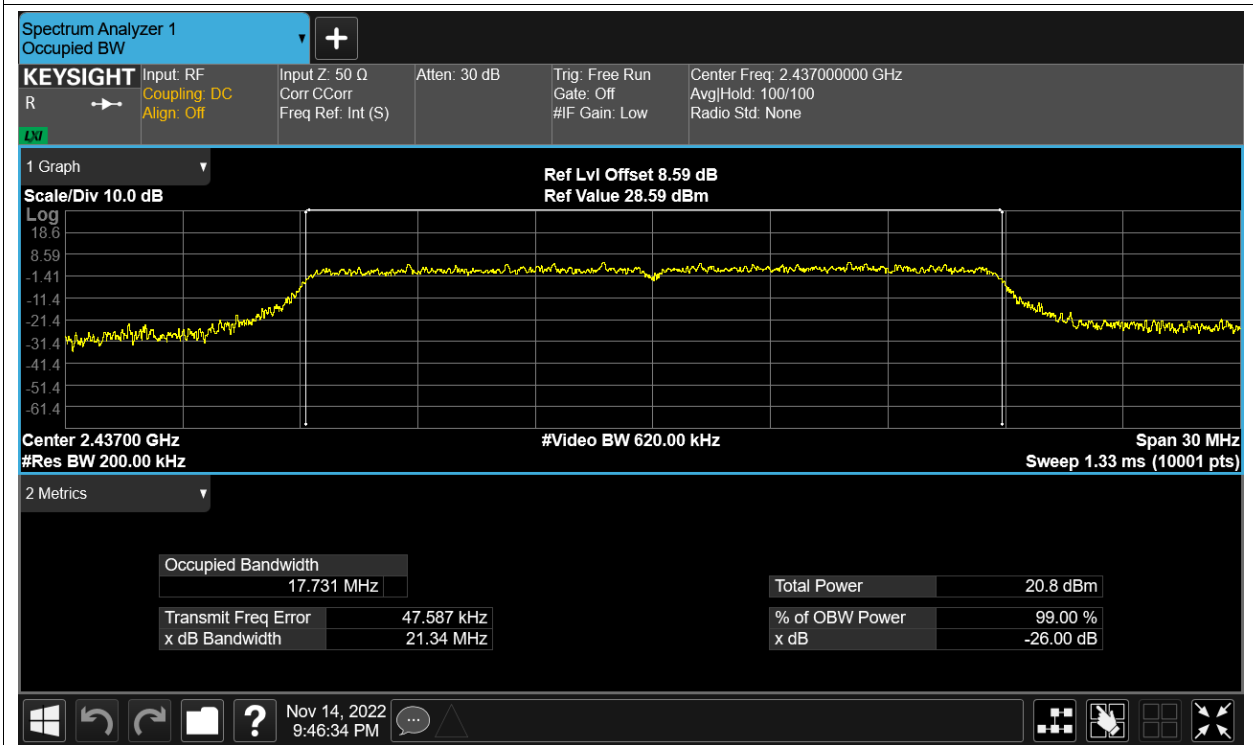 Spectrum Analyzer 1
Occupied BW
KEYSIGHT
R
LXI
Input: RF
Coupling: DC
Align: Off
Input Z: 50 Ω
Corr CCorr
Freq Ref: Int (S)
Atten: 30 dB
Trig: Free Run
Gate: Off
#IF Gain: Low
Center Freq: 2.437000000 GHz
Avg|Hold: 100/100
Radio Std: None
1 Graph
Scale/Div 10.0 dB
Ref Lvl Offset 8.59 dB
Ref Value 28.59 dBm
Log
18.6
8.59
-1.41
-11.4
-21.4
-31.4
-41.4
-51.4
-61.4
Center 2.43700 GHz
#Video BW 620.00 kHz
Span 30 MHz
#Res BW 200.00 kHz
Sweep 1.33 ms (10001 pts)
2 Metrics
Occupied Bandwidth
17.731 MHz
Total Power 20.8 dBm
Transmit Freq Error 47.587 kHz
% of OBW Power 99.00 %
x dB Bandwidth 21.34 MHz
x dB -26.00 dB
?
Nov 14, 2022
9:46:34 PM